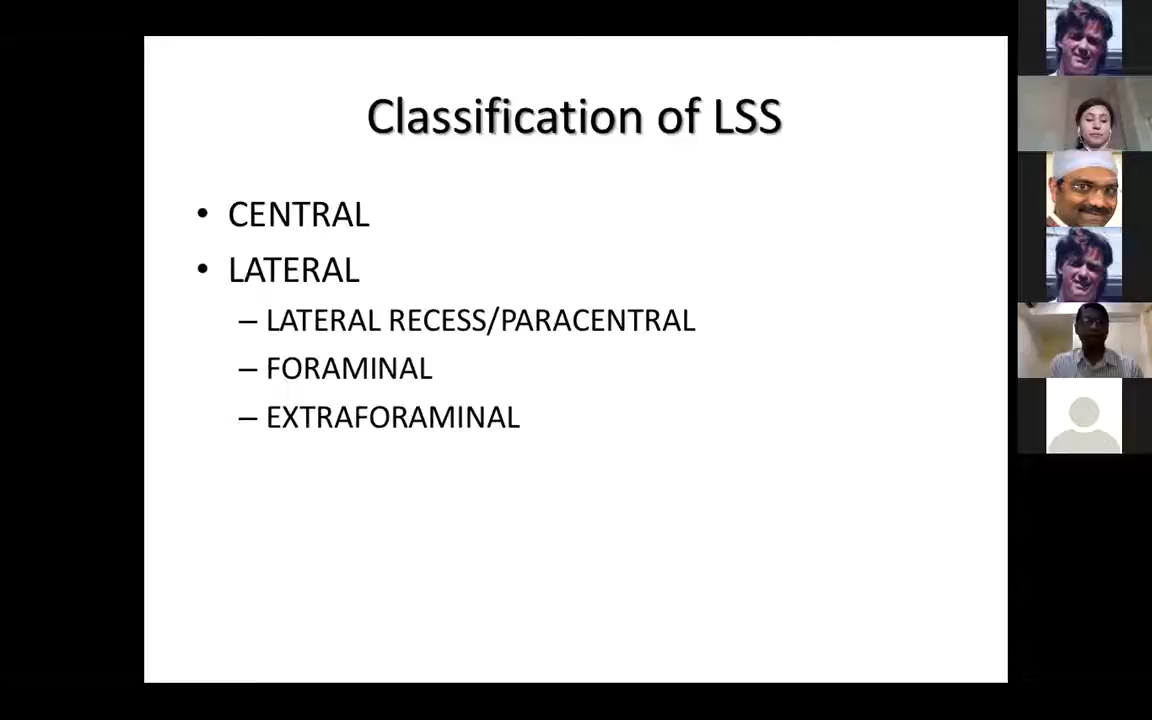 Classification of LSS
• CENTRAL
• LATERAL
– LATERAL RECESS/PARACENTRAL
– FORAMINAL
– EXTRAFORAMINAL